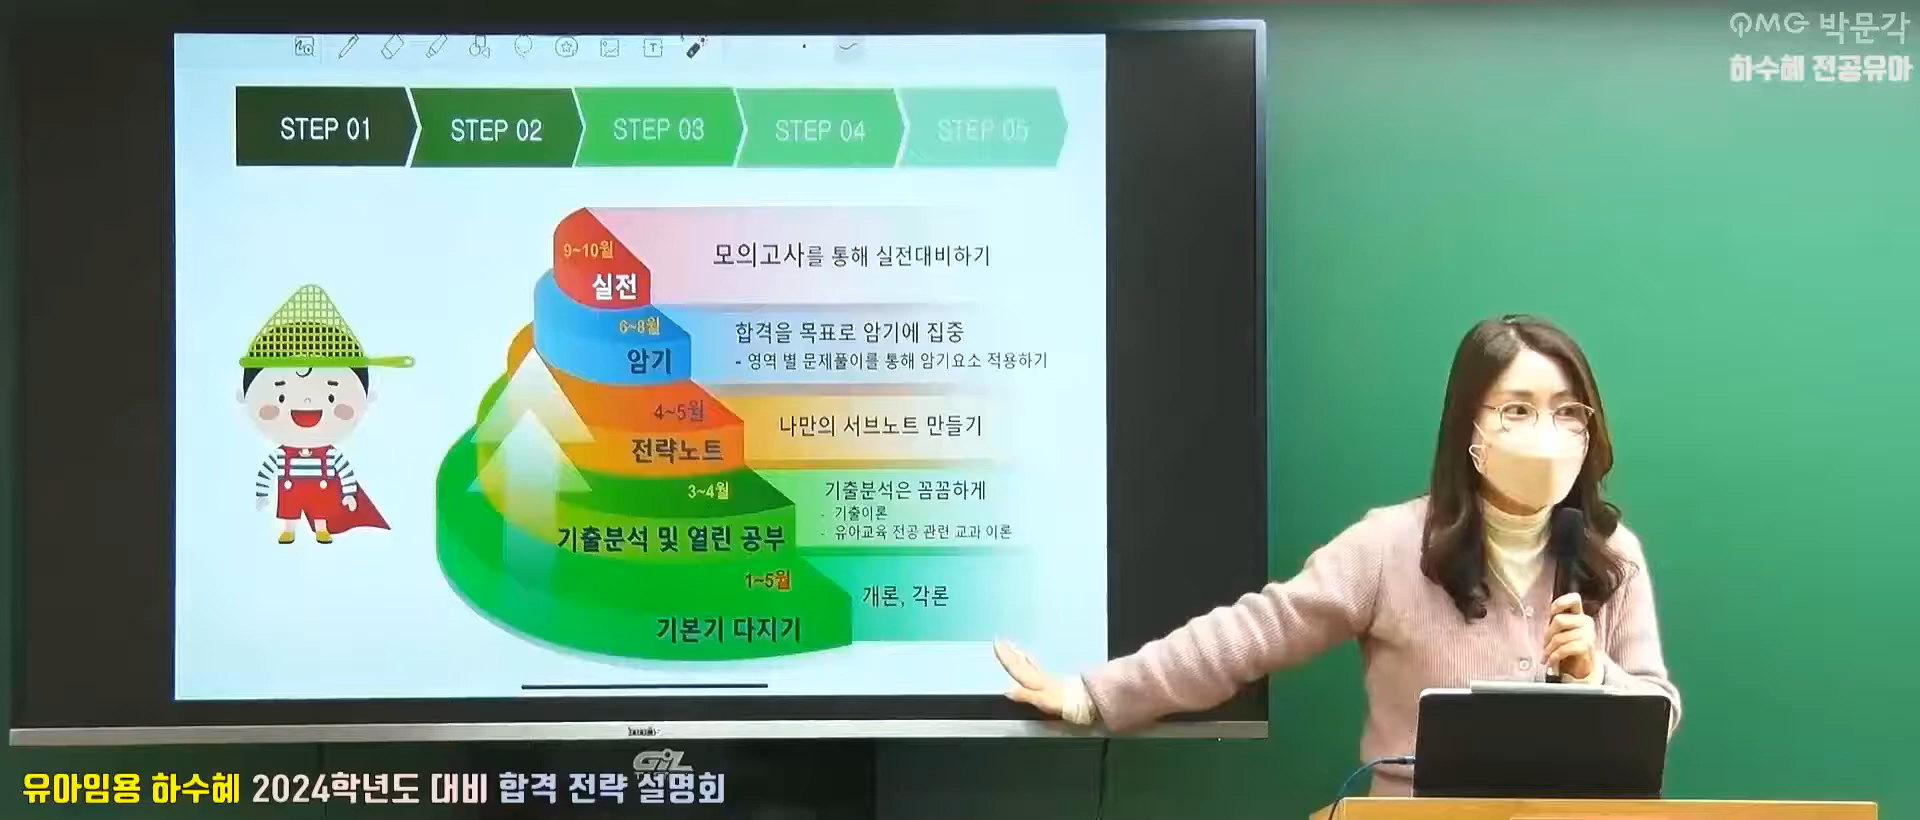 PMG 박문각
하수혜 전공유아
STEP 01
STEP 02
STEP 03
STEP 04
STEP 05
9~10월
실전
모의고사를 통해 실전대비하기
6~8월
암기
합격을 목표로 암기에 집중
- 영역 별 문제풀이를 통해 암기요소 적용하기
4~5월
전략노트
나만의 서브노트 만들기
3~4월
기출분석 및 열린 공부
기출분석은 꼼꼼하게
- 기출이론
- 유아교육 전공 관련 교과 이론
1~5월
기본기 다지기
개론, 각론
유아임용 하수혜 2024학년도 대비 합격 전략 설명회